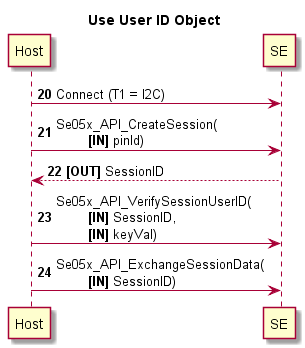 Use User ID Object
Host SE
20 Connect (T1 = I2C)
21 Se05x_API_CreateSession(
[IN] pinId)
22 [OUT] SessionID
Se05x_API_VerifySessionUserID(
23 [IN] SessionID,
[IN] keyVal)
24 Se05x_API_ExchangeSessionData(
[IN] SessionID)
Host SE